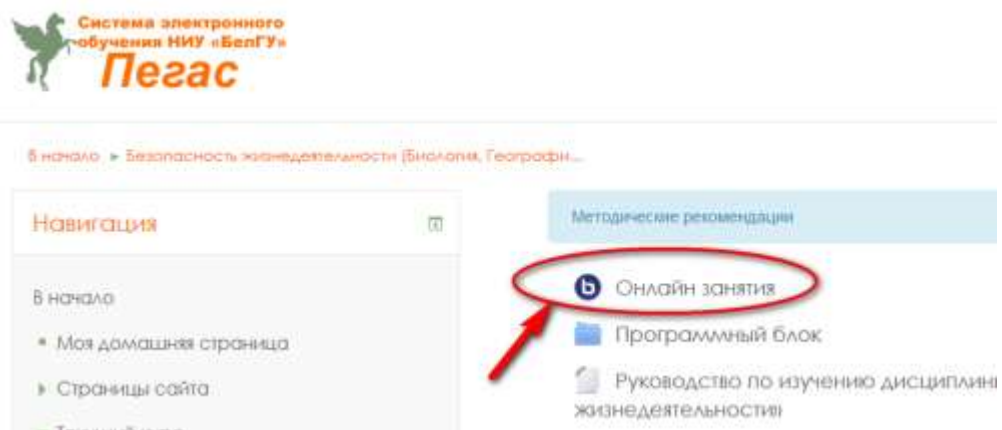 Система электронного
обучения НИУ «БелГУ»
Пегас
В начало ▸ Безопасность жизнедеятельности (Биология, Географи...
Навигация
Методические рекомендации
В начало
Онлайн занятия
Моя домашняя страница
Программный блок
Страницы сайта
Руководство по изучению дисциплины
жизнедеятельности»